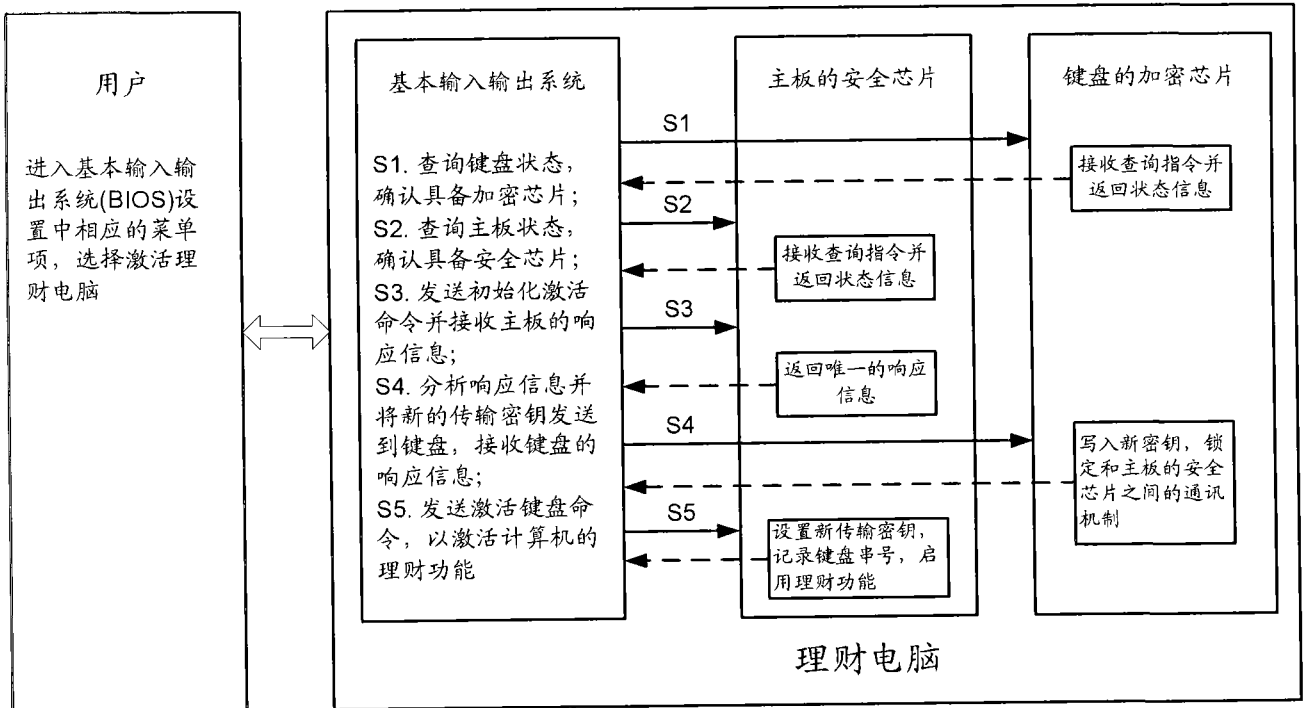 用户
进入基本输入输
出系统(BIOS)设
置中相应的菜单
项，选择激活理
财电脑
基本输入输出系统
S1. 查询键盘状态，
确认具备加密芯片；
S2. 查询主板状态，
确认具备安全芯片；
S3. 发送初始化激活
命令并接收主板的响
应信息；
S4. 分析响应信息并
将新的传输密钥发送
到键盘，接收键盘的
响应信息；
S5. 发送激活键盘命
令，以激活计算机的
理财功能
S1
S2
S3
S4
S5
主板的安全芯片
接收查询指令并
返回状态信息
返回唯一的响应
信息
设置新传输密钥，
记录键盘串号，启
用理财功能
键盘的加密芯片
接收查询指令并
返回状态信息
写入新密钥，锁
定和主板的安全
芯片之间的通讯
机制
理财电脑